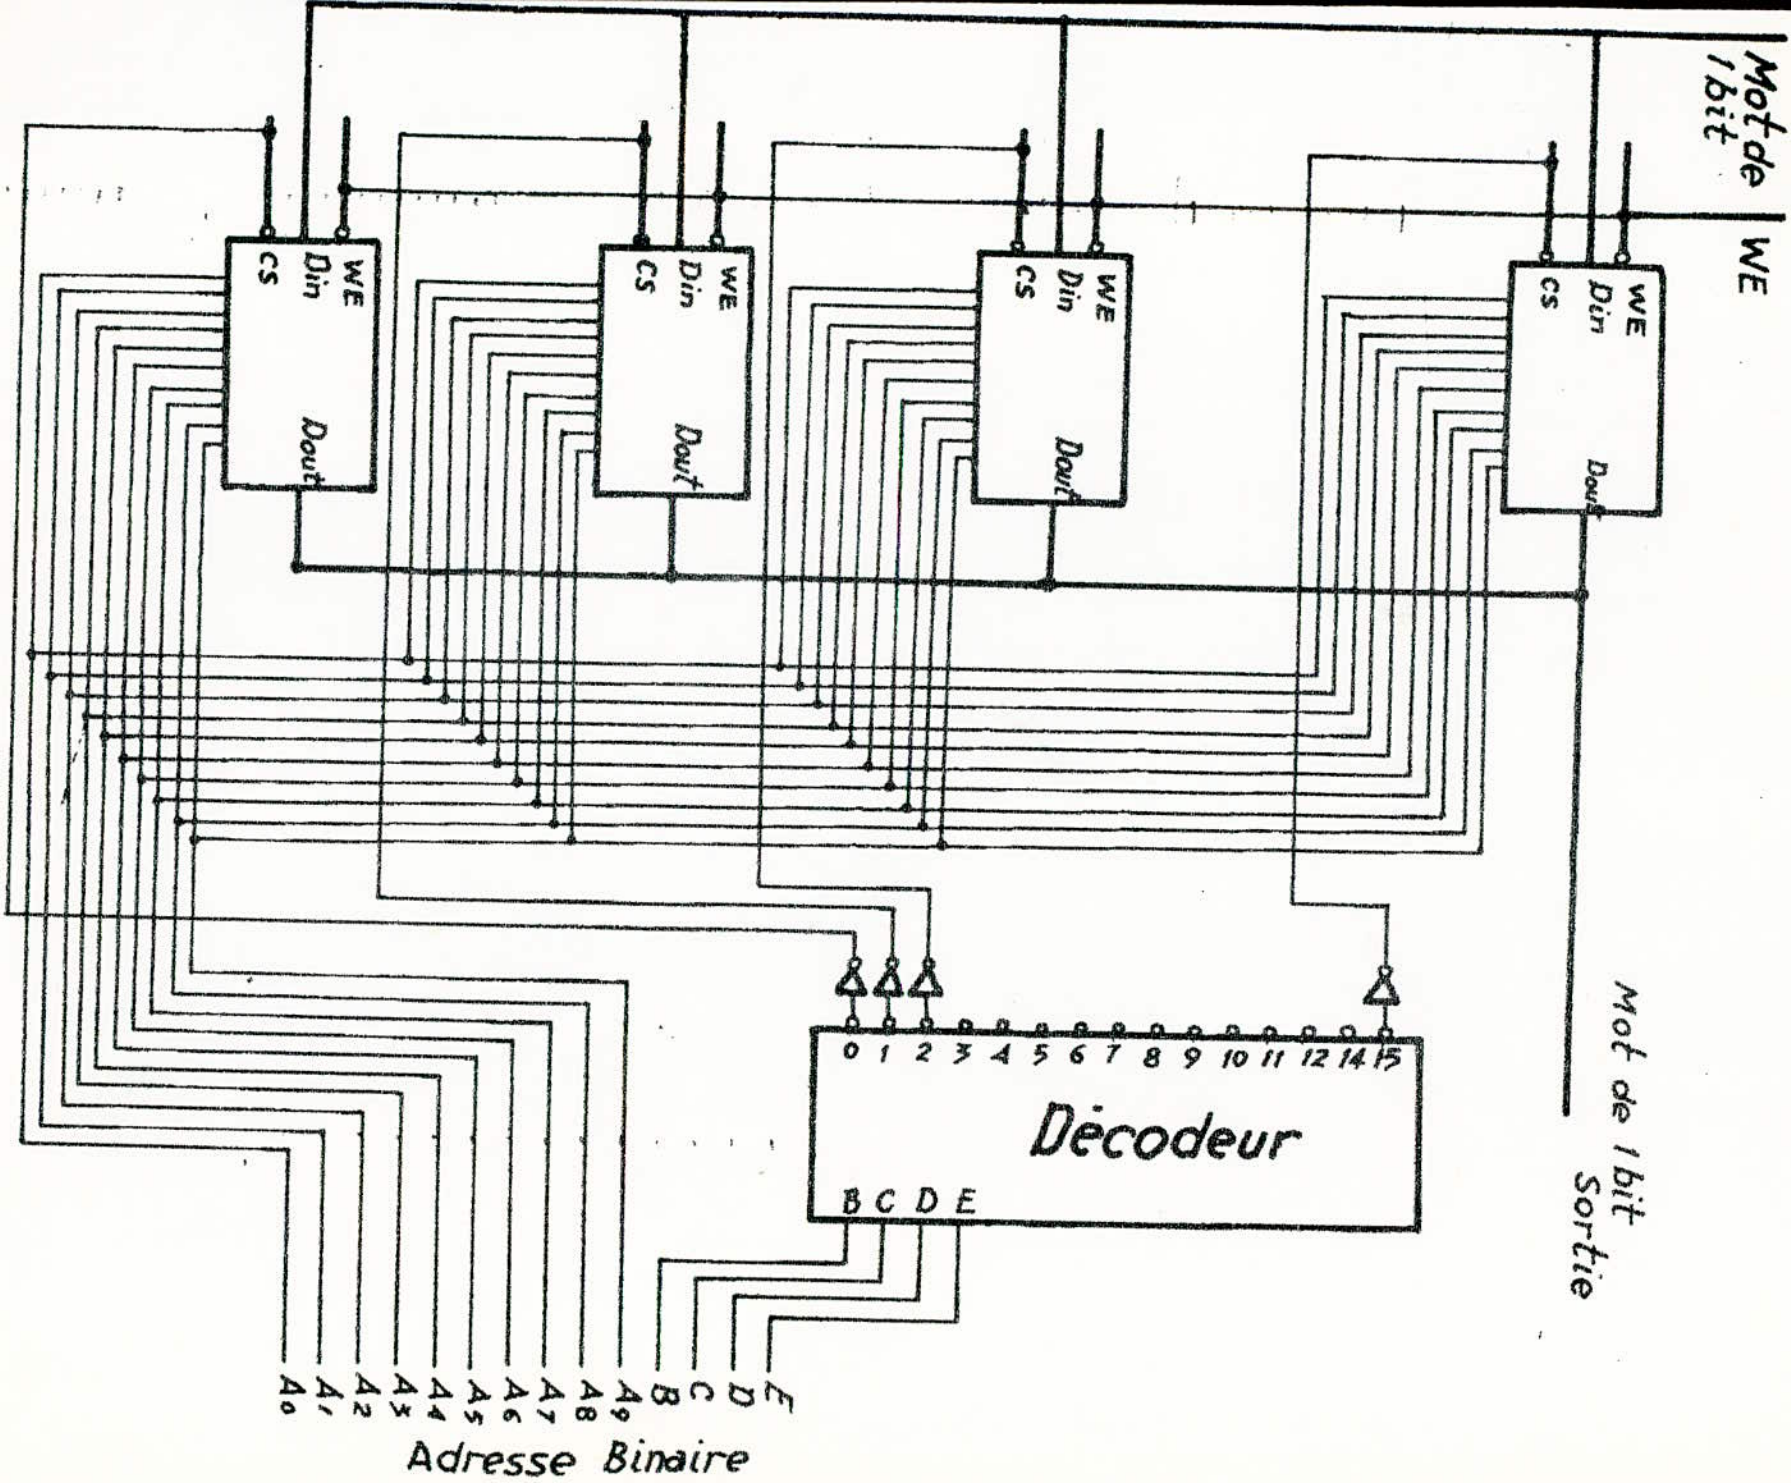 Mot de
1 bit
WE
CS
Din
WE
Dout
CS
Din
WE
Dout
CS
Din
WE
Dout
CS
Din
WE
Dout
Mot de 1 bit
Sortie
0 1 2 3 4 5 6 7 8 9 10 11 12 14 15
Décodeur
B C D E
A0 A1 A2 A3 A4 A5 A6 A7 A8 A9 B C D E
Adresse Binaire